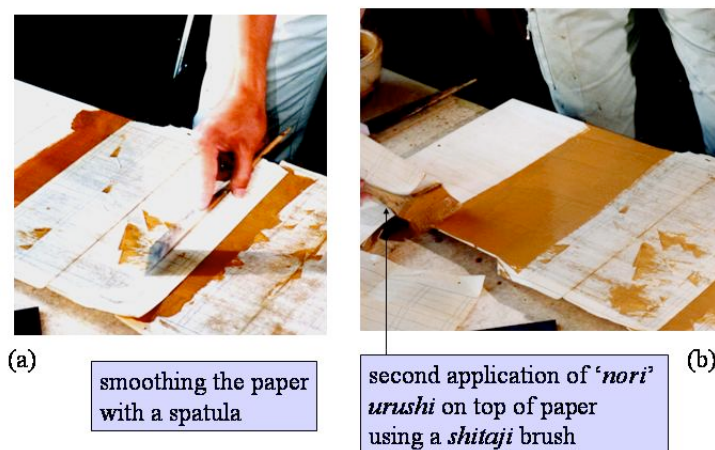 (a)
smoothing the paper
with a spatula
second application of ‘nori’
urushi on top of paper
using a shitaji brush
(b)